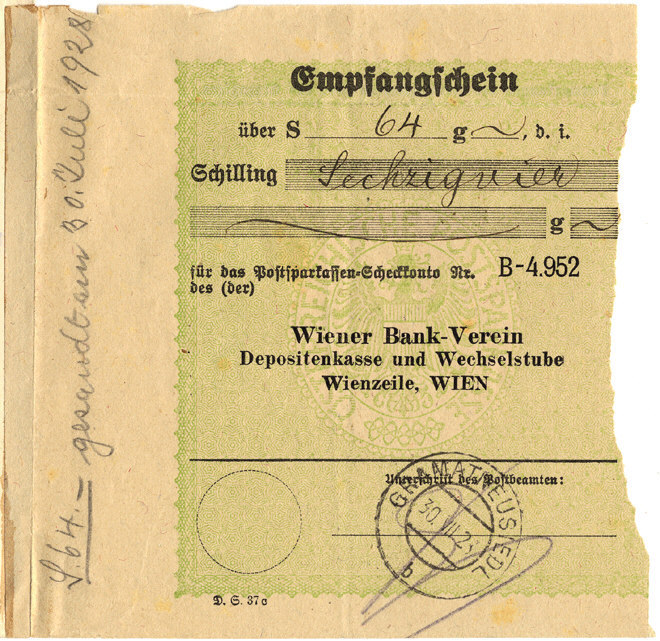 S. 64.— gesandt am 30. Juli 1928
Empfangschein
über S 64 g ~, d. i.
Schilling Sechzigvier
g ~
für das Postsparkassen-Scheckkonto Nr. B-4.952
des (der)
Wiener Bank-Verein
Depositenkasse und Wechselstube
Wienzeile, WIEN
Unterschrift des Postbeamten:
GRAMATNEUSIEDL
30. VII. 28
b
D. S. 37 c